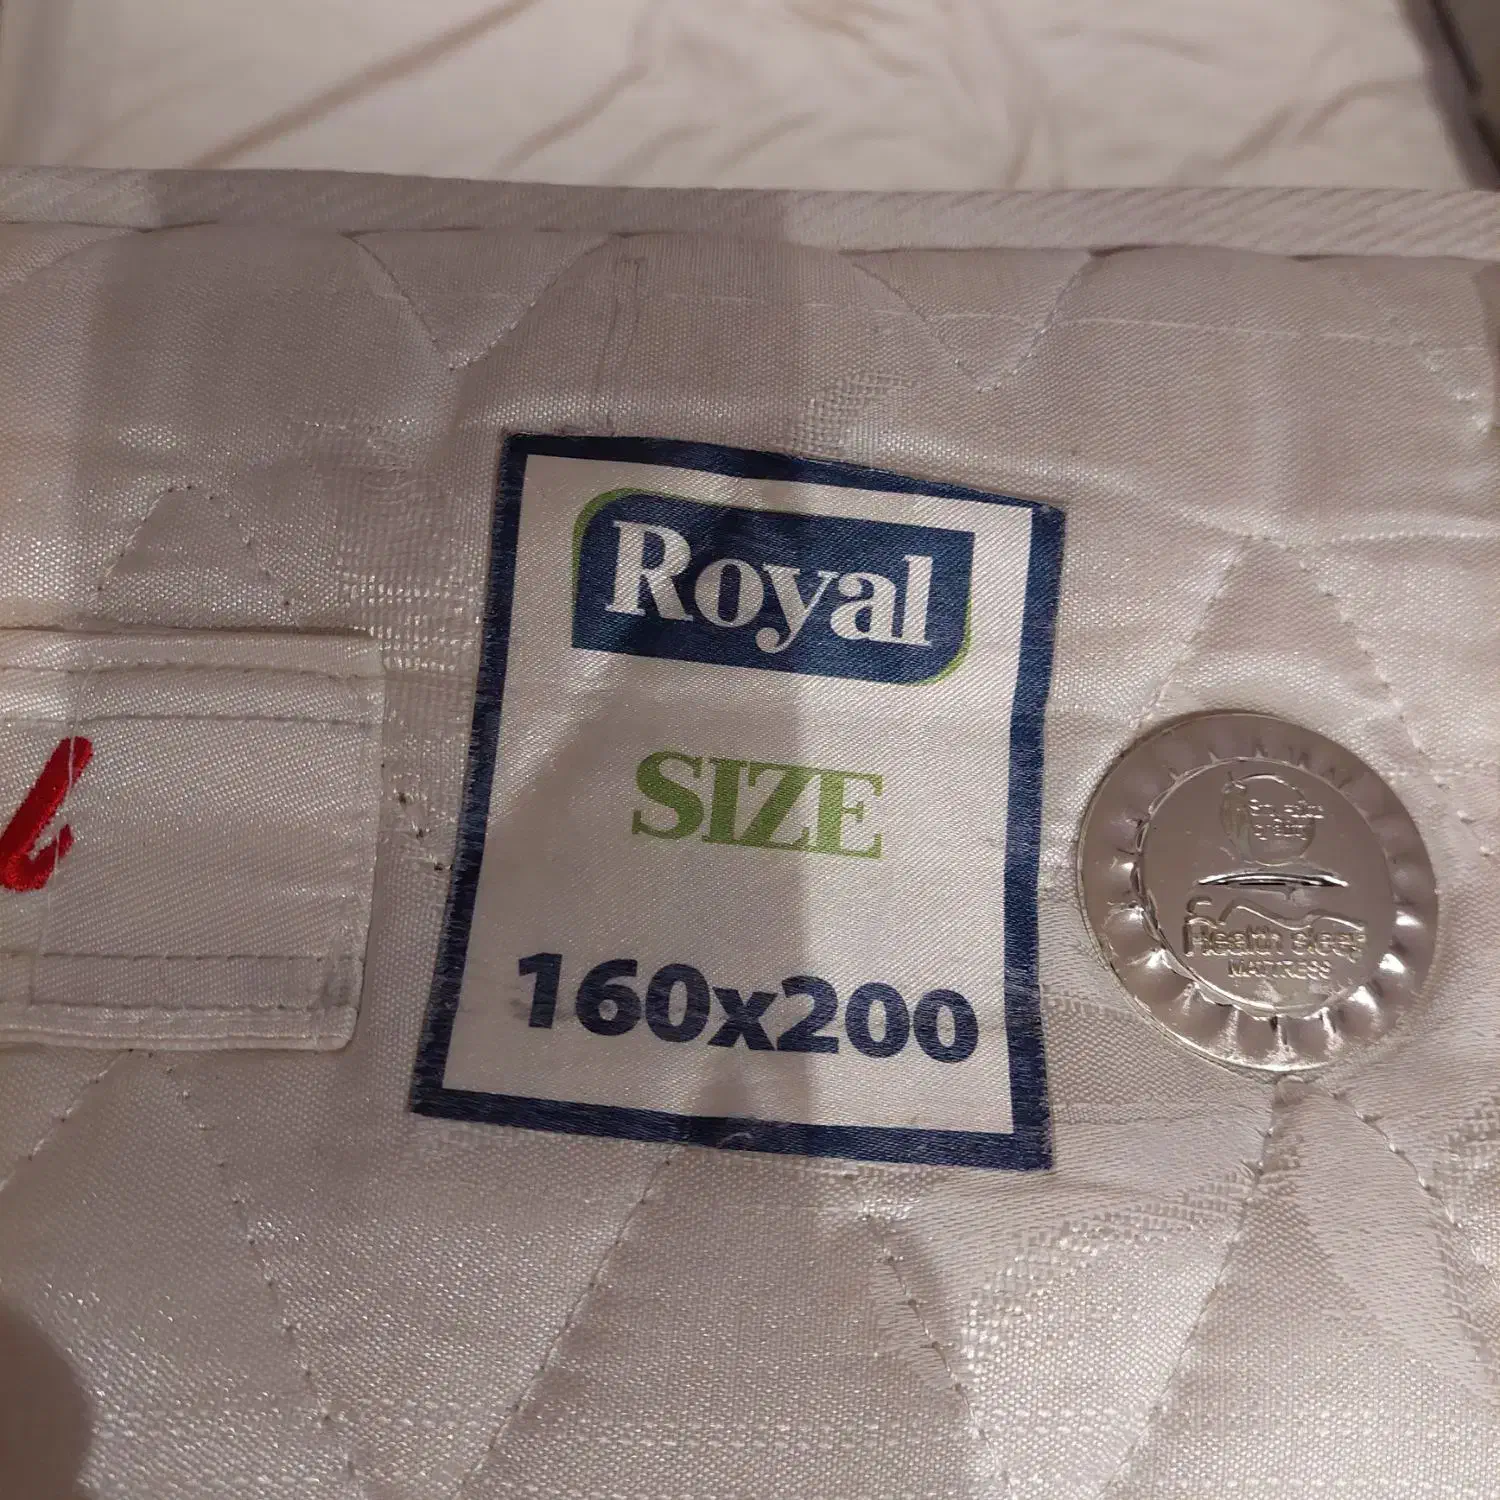 Royal
SIZE
160x200
Health sleep
MATTRESS